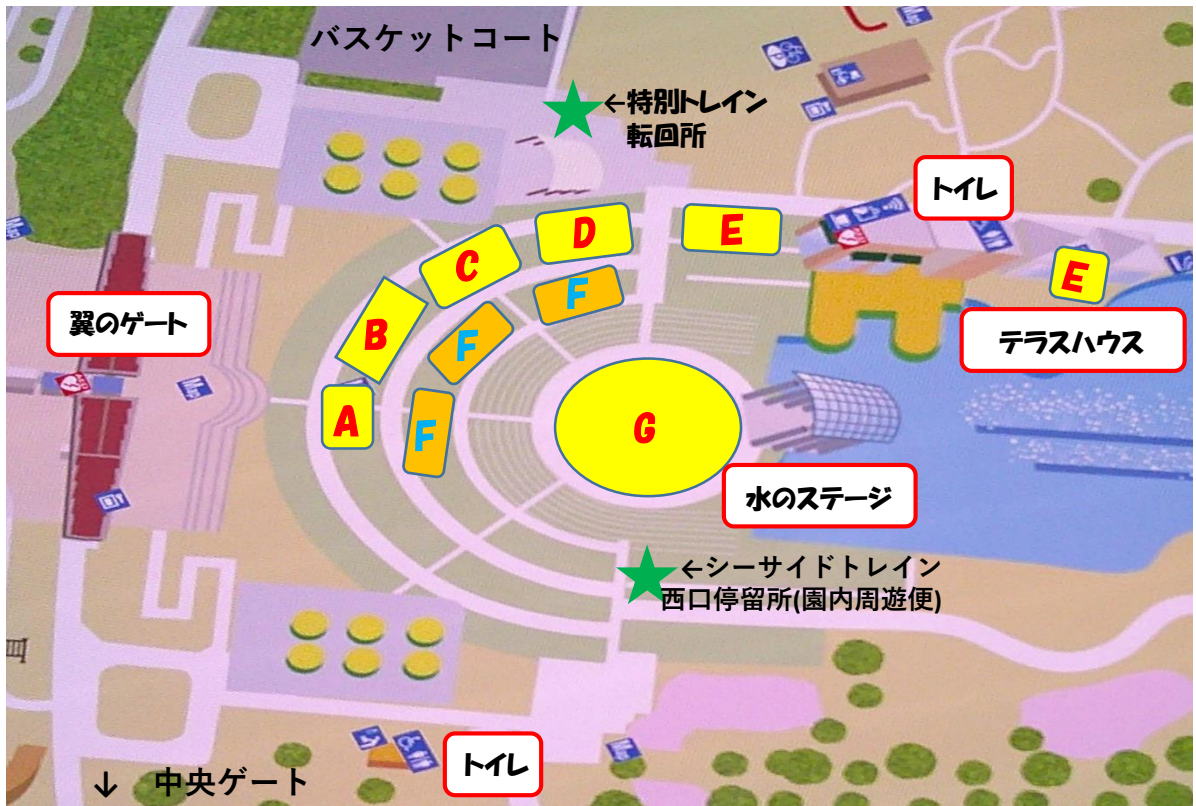 バスケットコート
Map
←特別トレイン
転回所
トイレ
D
E
C
E
F
翼のゲート
B
F
テラスハウス
Map
A
F
G
水のステージ
←シーサイドトレイン
西口停留所(園内周遊便)
トイレ
Map
↓ 中央ゲート